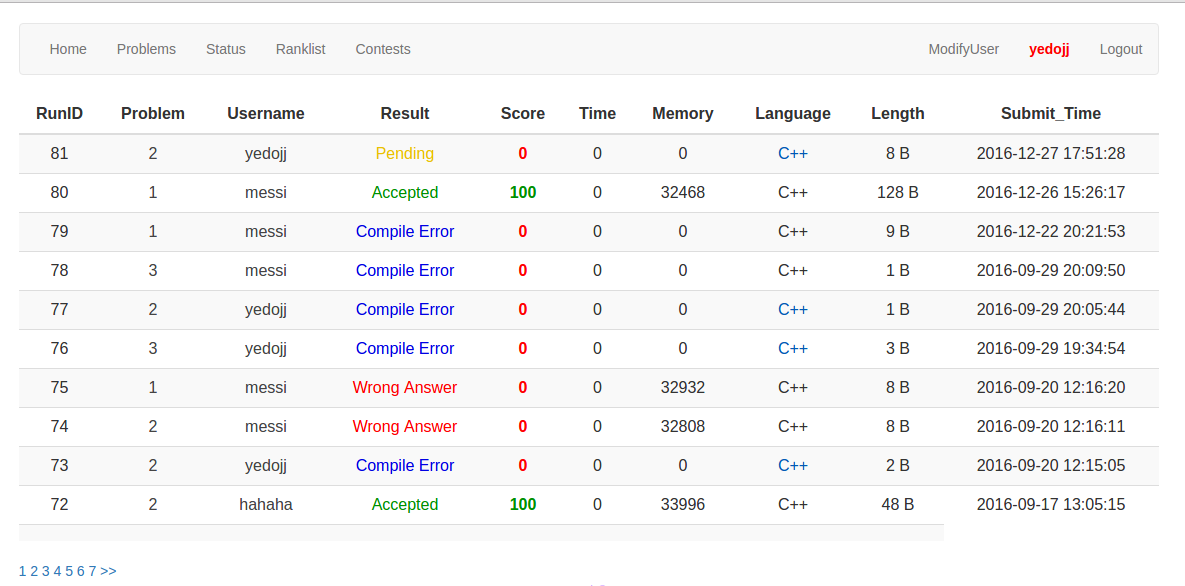 Home Problems Status Ranklist Contests ModifyUser yedojj Logout
RunID Problem Username Result Score Time Memory Language Length Submit_Time
81 2 yedojj Pending 0 0 0 C++ 8 B 2016-12-27 17:51:28
80 1 messi Accepted 100 0 32468 C++ 128 B 2016-12-26 15:26:17
79 1 messi Compile Error 0 0 0 C++ 9 B 2016-12-22 20:21:53
78 3 messi Compile Error 0 0 0 C++ 1 B 2016-09-29 20:09:50
77 2 yedojj Compile Error 0 0 0 C++ 1 B 2016-09-29 20:05:44
76 3 yedojj Compile Error 0 0 0 C++ 3 B 2016-09-29 19:34:54
75 1 messi Wrong Answer 0 0 32932 C++ 8 B 2016-09-20 12:16:20
74 2 messi Wrong Answer 0 0 32808 C++ 8 B 2016-09-20 12:16:11
73 2 yedojj Compile Error 0 0 0 C++ 2 B 2016-09-20 12:15:05
72 2 hahaha Accepted 100 0 33996 C++ 48 B 2016-09-17 13:05:15
1 2 3 4 5 6 7 >>